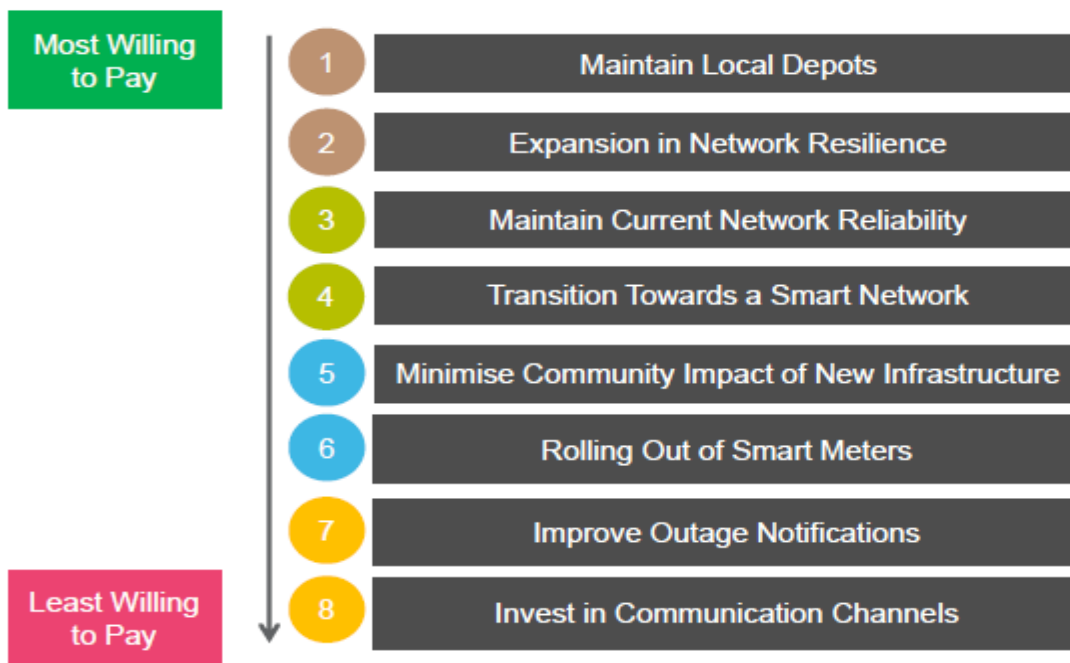 Most Willing
to Pay
1
Maintain Local Depots
2
Expansion in Network Resilience
3
Maintain Current Network Reliability
4
Transition Towards a Smart Network
5
Minimise Community Impact of New Infrastructure
6
Rolling Out of Smart Meters
7
Improve Outage Notifications
8
Invest in Communication Channels
Least Willing
to Pay